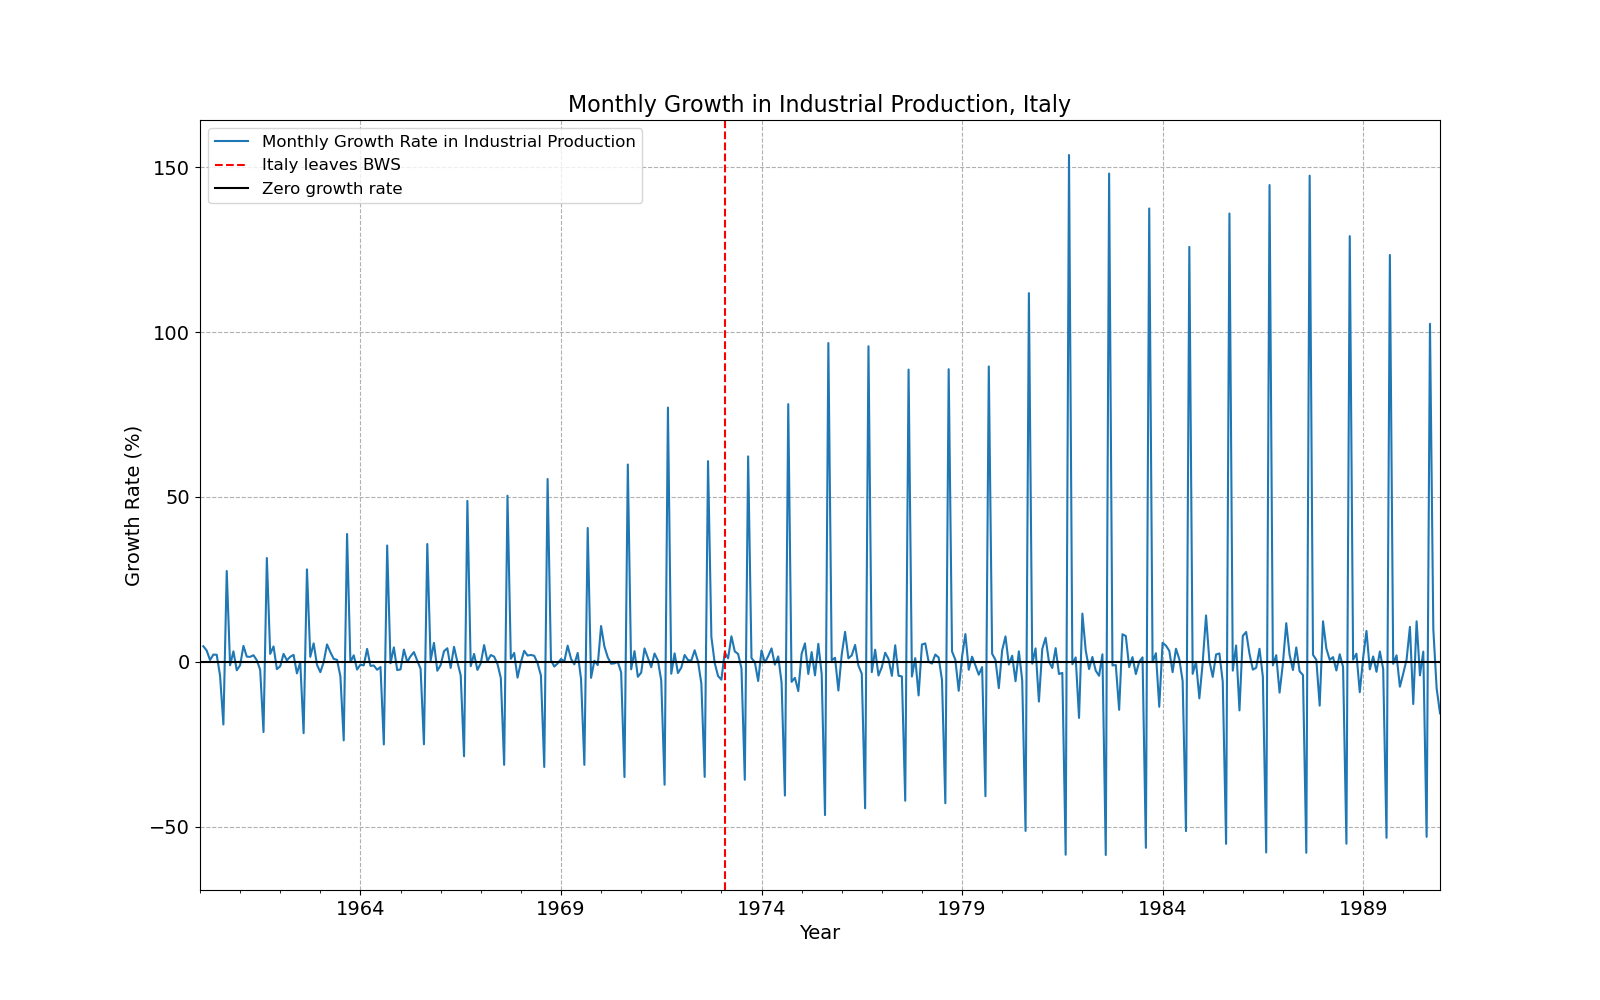 Monthly Growth in Industrial Production, Italy
Monthly Growth Rate in Industrial Production
Italy leaves BWS
Zero growth rate
150
100
50
0
−50
Growth Rate (%)
1964 1969 1974 1979 1984 1989
Year